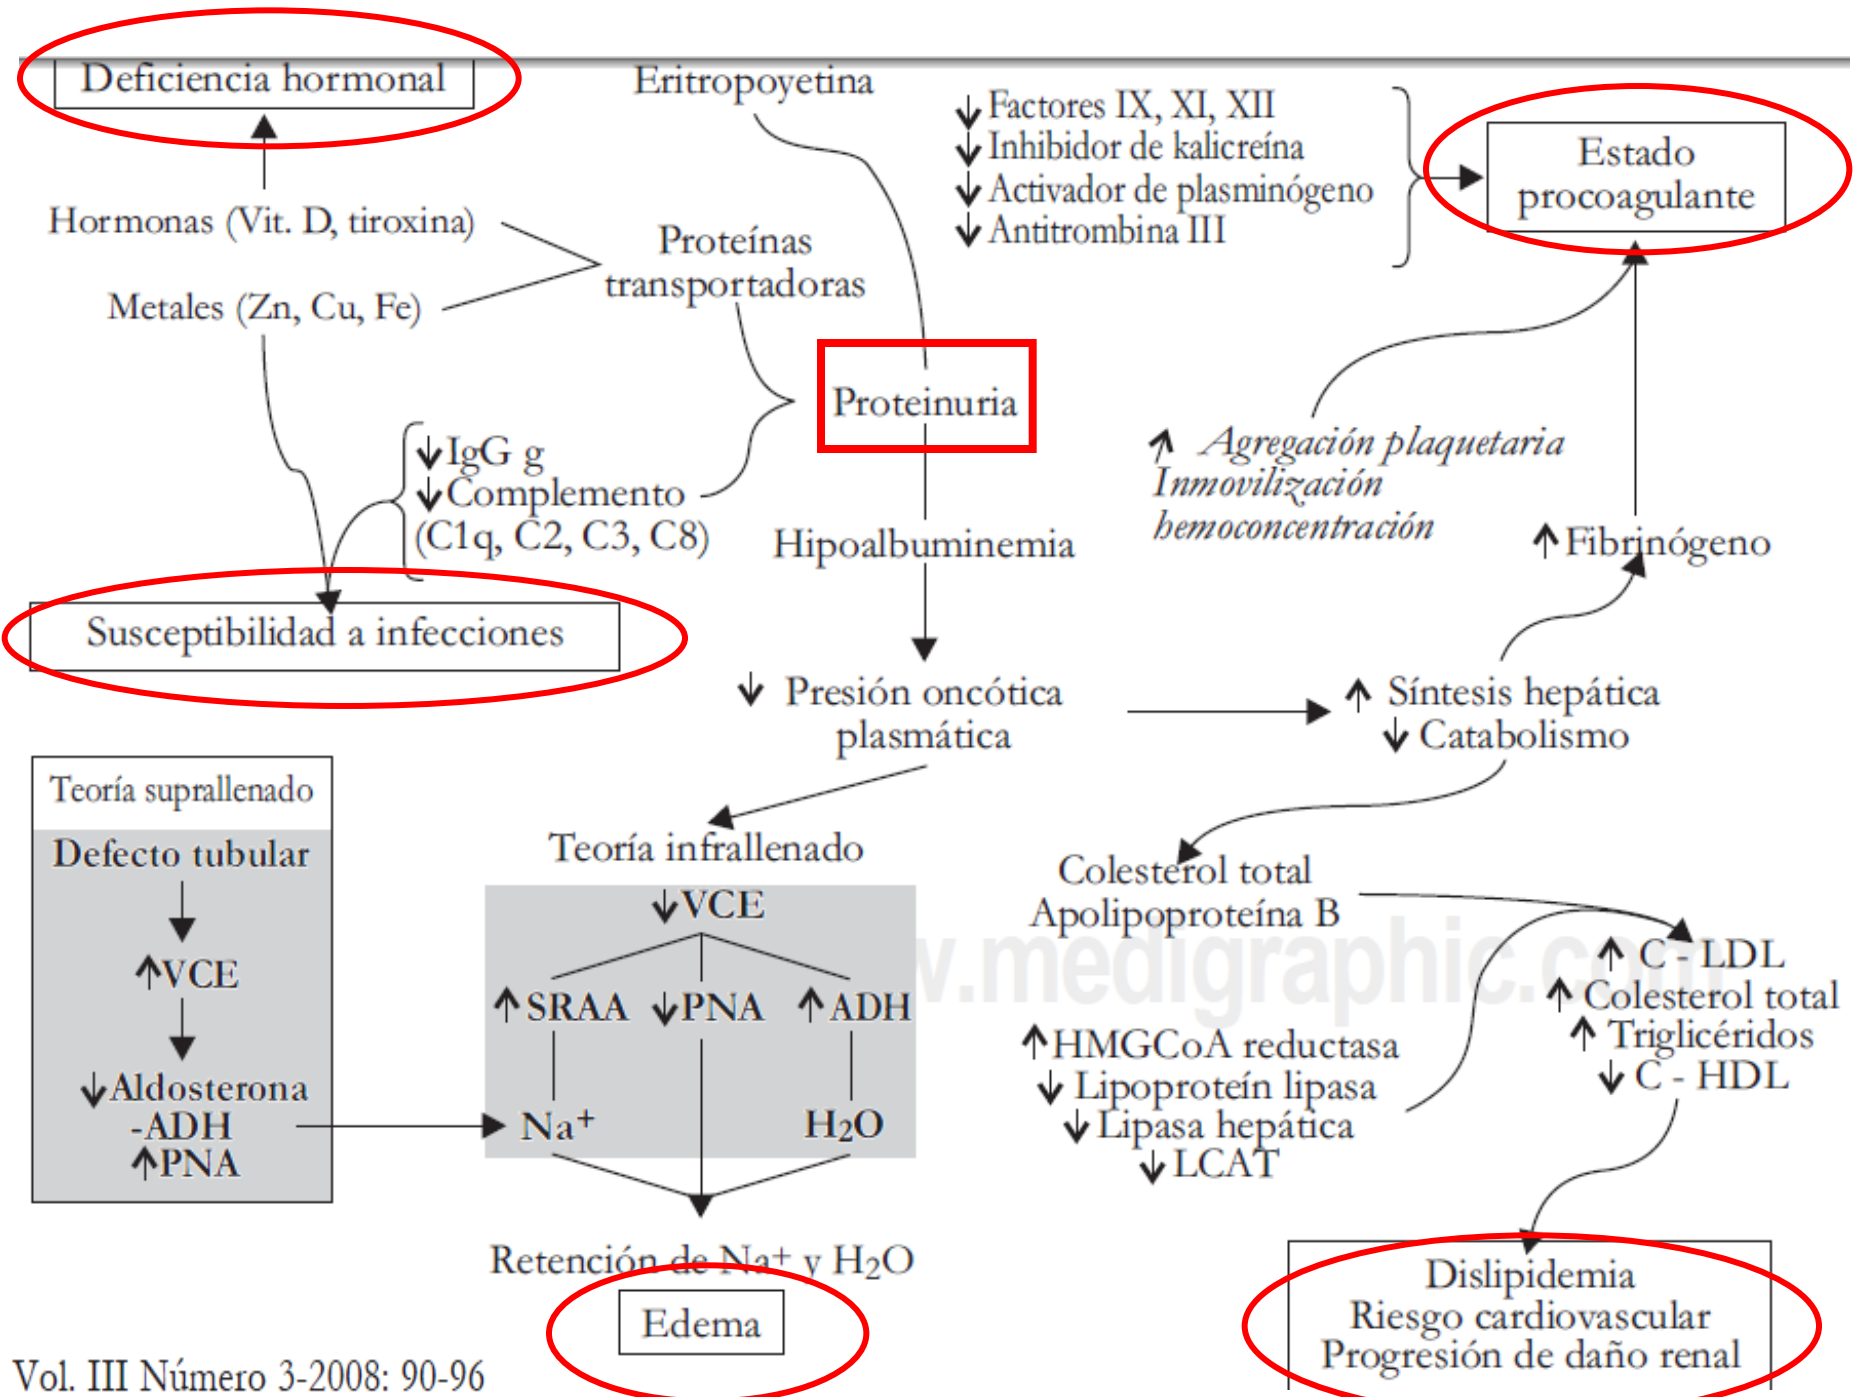 Deficiencia hormonal
Eritropoyetina
↓ Factores IX, XI, XII
↓ Inhibidor de kalicreína
↓ Activador de plasminógeno
↓ Antitrombina III
Estado
procoagulante
Hormonas (Vit. D, tiroxina)
Proteínas
transportadoras
Metales (Zn, Cu, Fe)
Proteinuria
↓ IgG g
↓ Complemento
(C1q, C2, C3, C8)
↑ Agregación plaquetaria
Inmovilización
hemoconcentración
Hipoalbuminemia
↑ Fibrinógeno
Susceptibilidad a infecciones
↓ Presión oncótica
plasmática
↑ Síntesis hepática
↓ Catabolismo
Teoría suprallenado
Defecto tubular
↑VCE
↓Aldosterona
-ADH
↑PNA
Teoría infrallenado
↓VCE
↑SRAA ↓PNA ↑ADH
Na+ H2O
Retención de Na+ y H2O
Edema
Colesterol total
Apolipoproteína B
v.medigraphic.com
↑ C - LDL
↑ Colesterol total
↑ Triglicéridos
↓ C - HDL
↑HMGCoA reductasa
↓ Lipoproteín lipasa
↓ Lipasa hepática
↓ LCAT
Dislipidemia
Riesgo cardiovascular
Progresión de daño renal
Vol. III Número 3-2008: 90-96